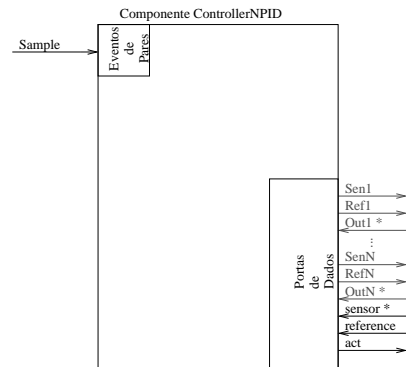 Componente ControllerNPID
Sample
Eventos
de
Pares
Portas
de
Dados
Sen1
Ref1
Out1 *
...
SenN
RefN
OutN *
sensor *
reference
act